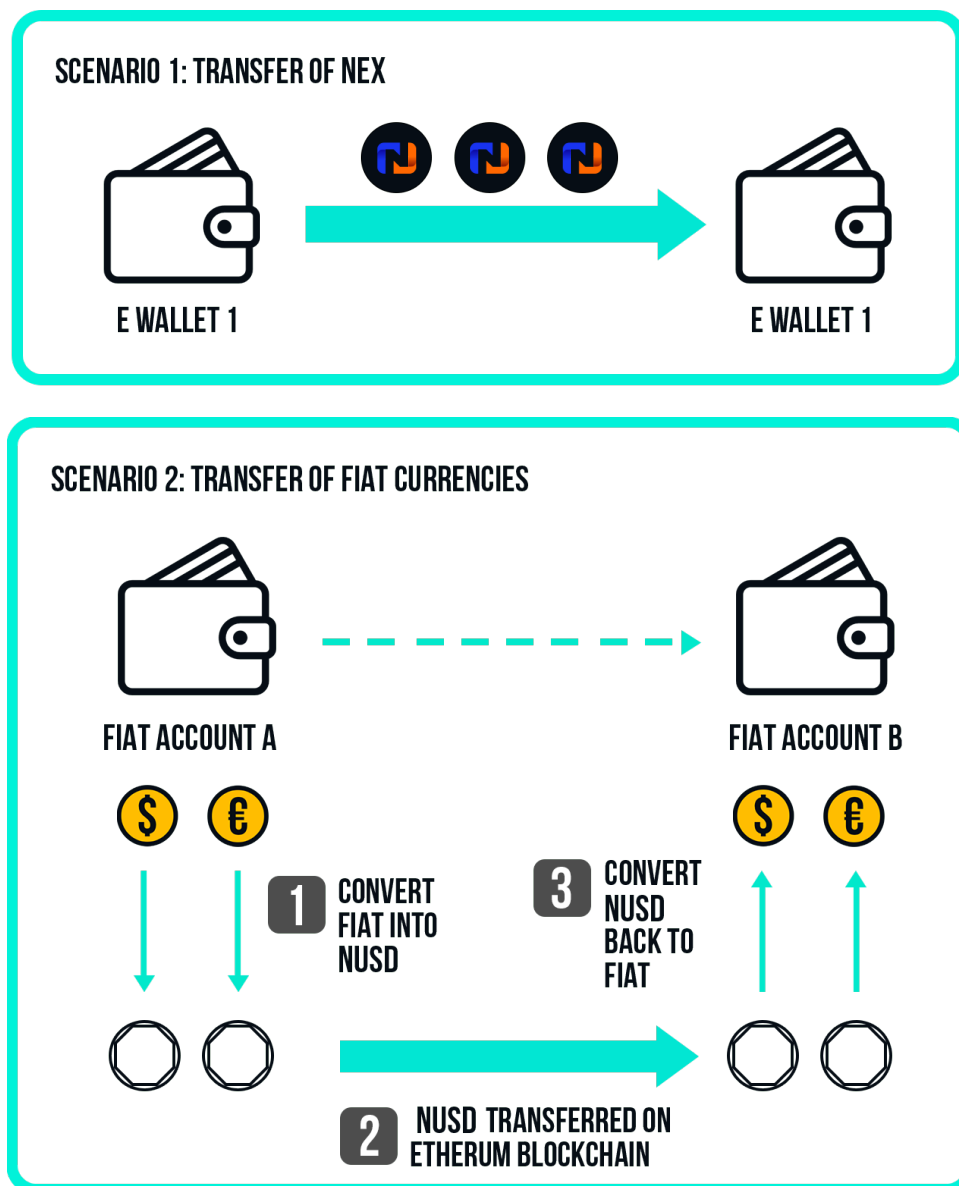 SCENARIO 1: TRANSFER OF NEX
E WALLET 1
E WALLET 1
SCENARIO 2: TRANSFER OF FIAT CURRENCIES
FIAT ACCOUNT A
FIAT ACCOUNT B
$ €
$ €
1 CONVERT
FIAT INTO
NUSD
3 CONVERT
NUSD
BACK TO
FIAT
2 NUSD TRANSFERRED ON
ETHERUM BLOCKCHAIN